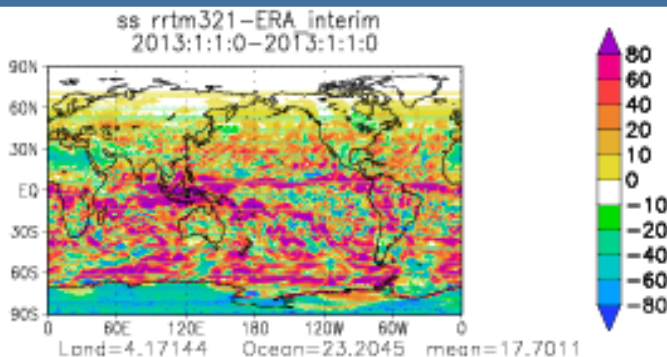 ss rrtm321-ERA_interim
2013:1:1:0-2013:1:1:0
90N
60N
30N
EQ
30S
60S
90S
0 60E 120E 180 120W 60W 0
Land=4.17144 Ocean=23.2045 mean=17.7011
80
60
40
20
10
0
-10
-20
-40
-60
-80